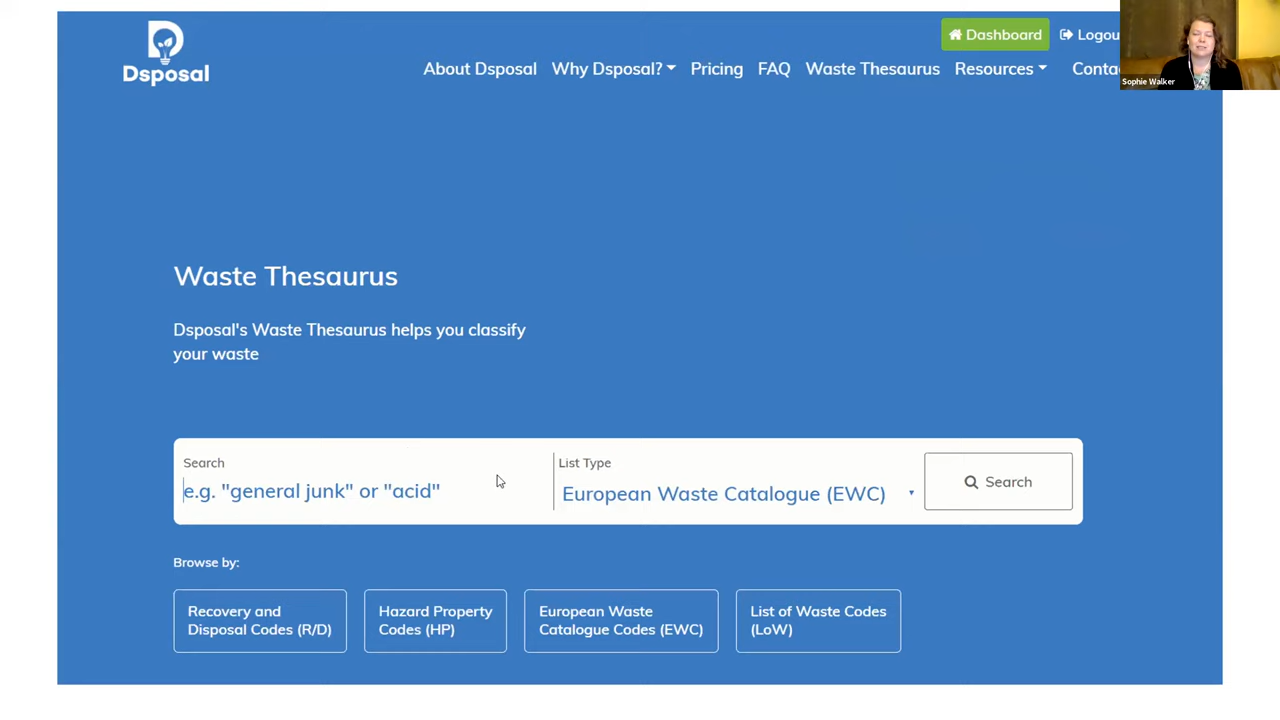 Dsposal
Dashboard
Logou
About Dsposal
Why Dsposal?
Pricing
FAQ
Waste Thesaurus
Resources
Conta
Sophie Walker
Waste Thesaurus
Dsposal's Waste Thesaurus helps you classify
your waste
Search
List Type
e.g. "general junk" or "acid"
European Waste Catalogue (EWC)
Search
Browse by:
Recovery and
Disposal Codes (R/D)
Hazard Property
Codes (HP)
European Waste
Catalogue Codes (EWC)
List of Waste Codes
(LoW)